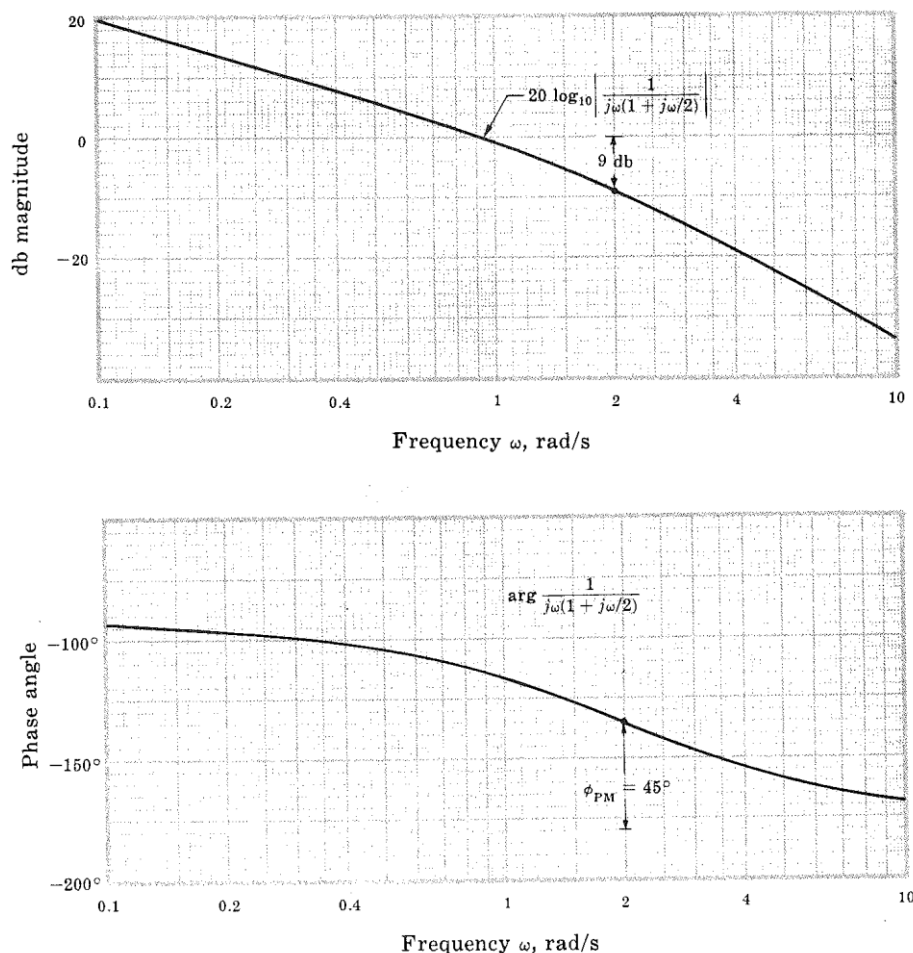 20
20 log₁₀ | 1 / jω(1 + jω/2) |
0
9 db
−20
db magnitude
0.1 0.2 0.4 1 2 4 10
Frequency ω, rad/s
arg 1 / jω(1 + jω/2)
−100°
−150°
ϕPM = 45°
−200°
Phase angle
0.1 0.2 0.4 1 2 4 10
Frequency ω, rad/s